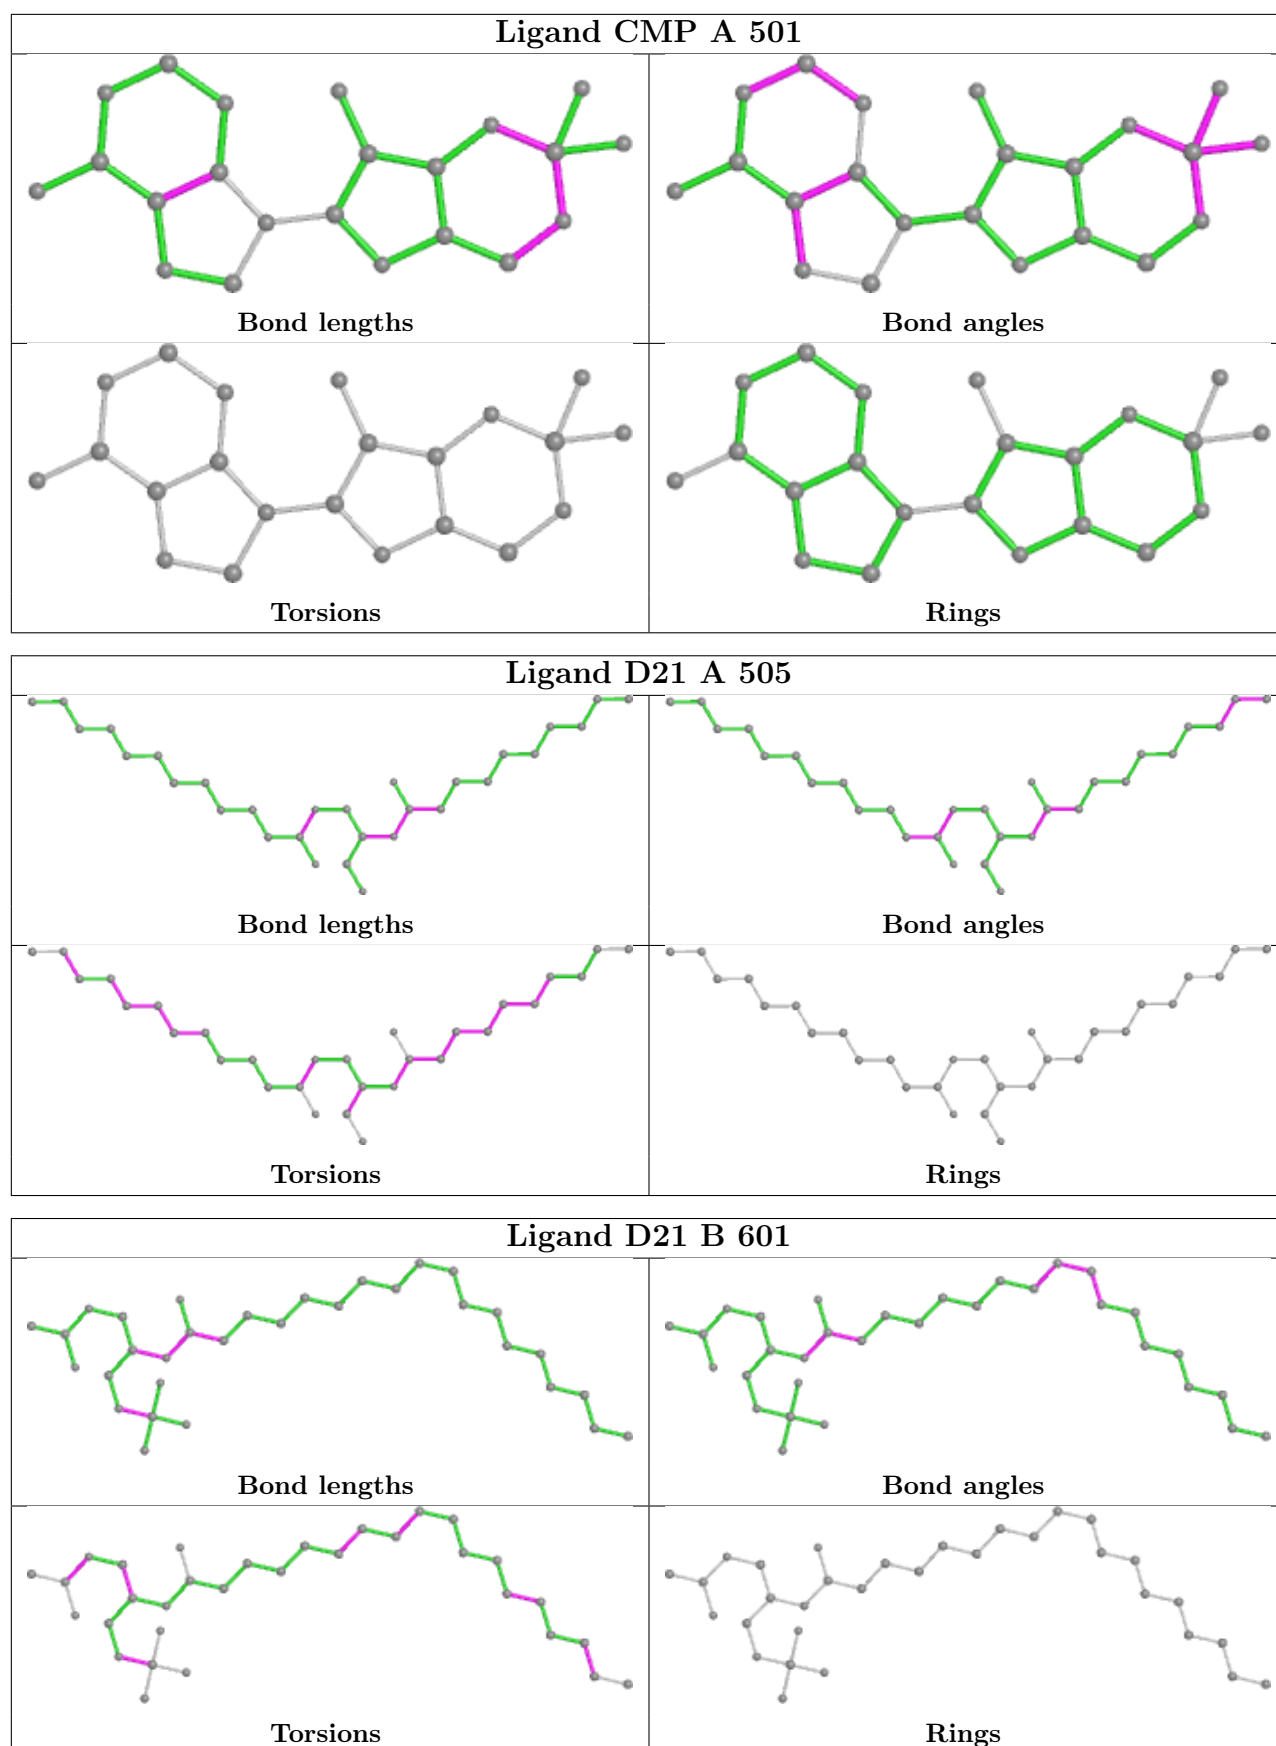 Ligand CMP A 501
Bond lengths
Bond angles
Torsions
Rings
Ligand D21 A 505
Bond lengths
Bond angles
Torsions
Rings
Ligand D21 B 601
Bond lengths
Bond angles
Torsions
Rings